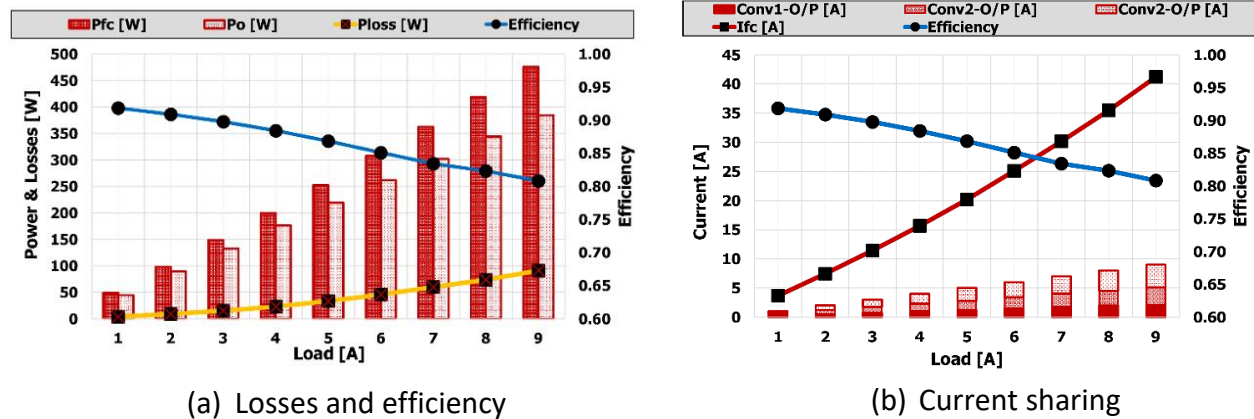 Pfc [W] Po [W] Ploss [W] Efficiency
500 1.00
450 0.95
400 0.90
350
300 0.85
250 0.80
200 0.75
150
100 0.70
50 0.65
0 0.60
1 2 3 4 5 6 7 8 9
Load [A]
Power & Losses [W]
Efficiency
(a) Losses and efficiency
Conv1-O/P [A] Conv2-O/P [A] Conv2-O/P [A]
Ifc [A] Efficiency
45 1.00
40 0.95
35 0.90
30 0.85
25
20 0.80
15 0.75
10 0.70
5 0.65
0 0.60
1 2 3 4 5 6 7 8 9
Load [A]
Current [A]
Efficiency
(b) Current sharing